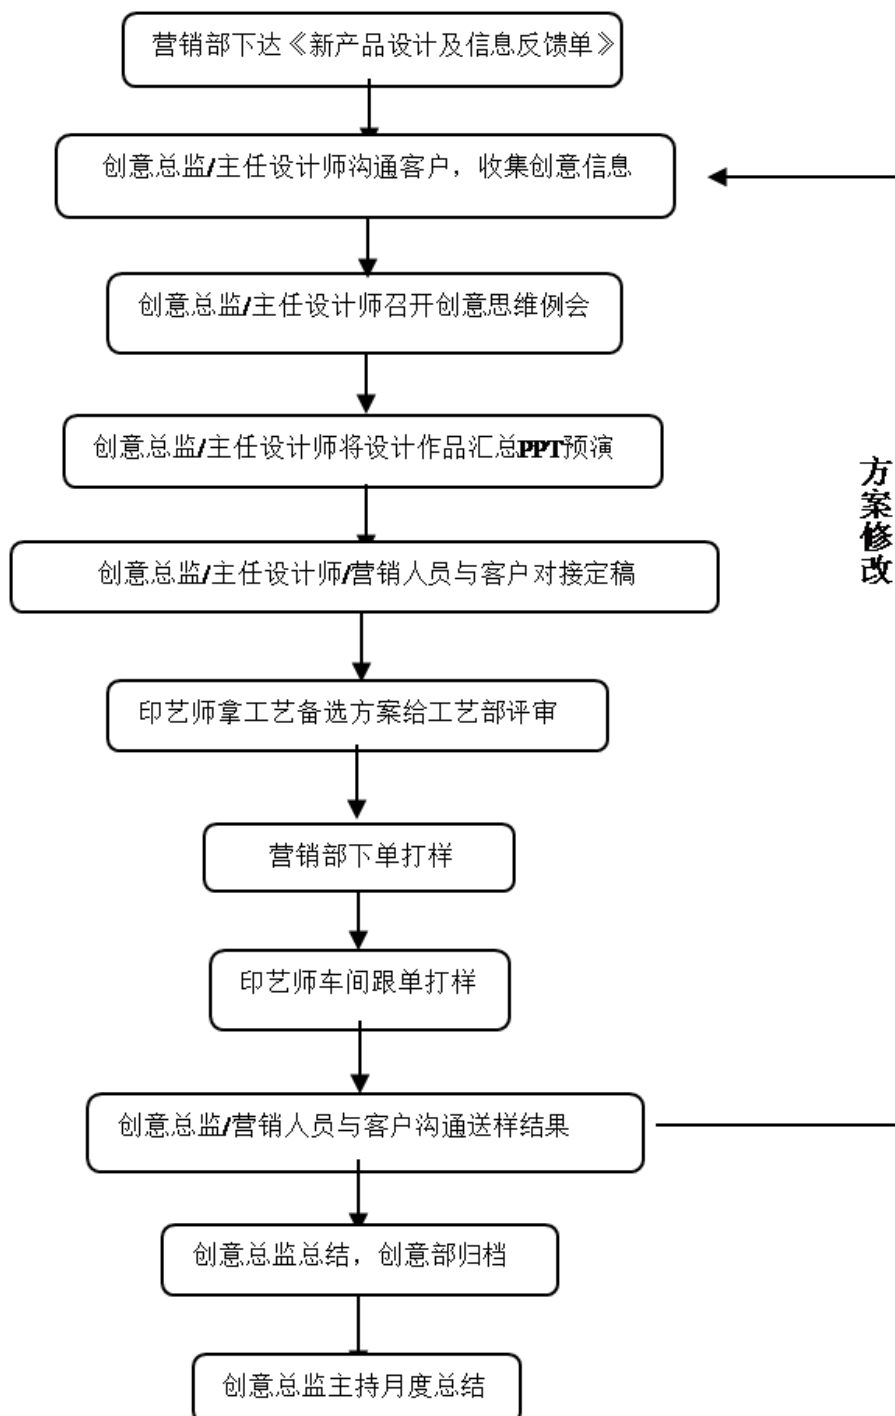 营销部下达《新产品设计及信息反馈单》
创意总监/主任设计师沟通客户，收集创意信息
创意总监/主任设计师召开创意思维例会
创意总监/主任设计师将设计作品汇总PPT预演
创意总监/主任设计师/营销人员与客户对接定稿
印艺师拿工艺备选方案给工艺部评审
营销部下单打样
印艺师车间跟单打样
创意总监/营销人员与客户沟通送样结果
创意总监总结，创意部归档
创意总监主持月度总结
方案修改